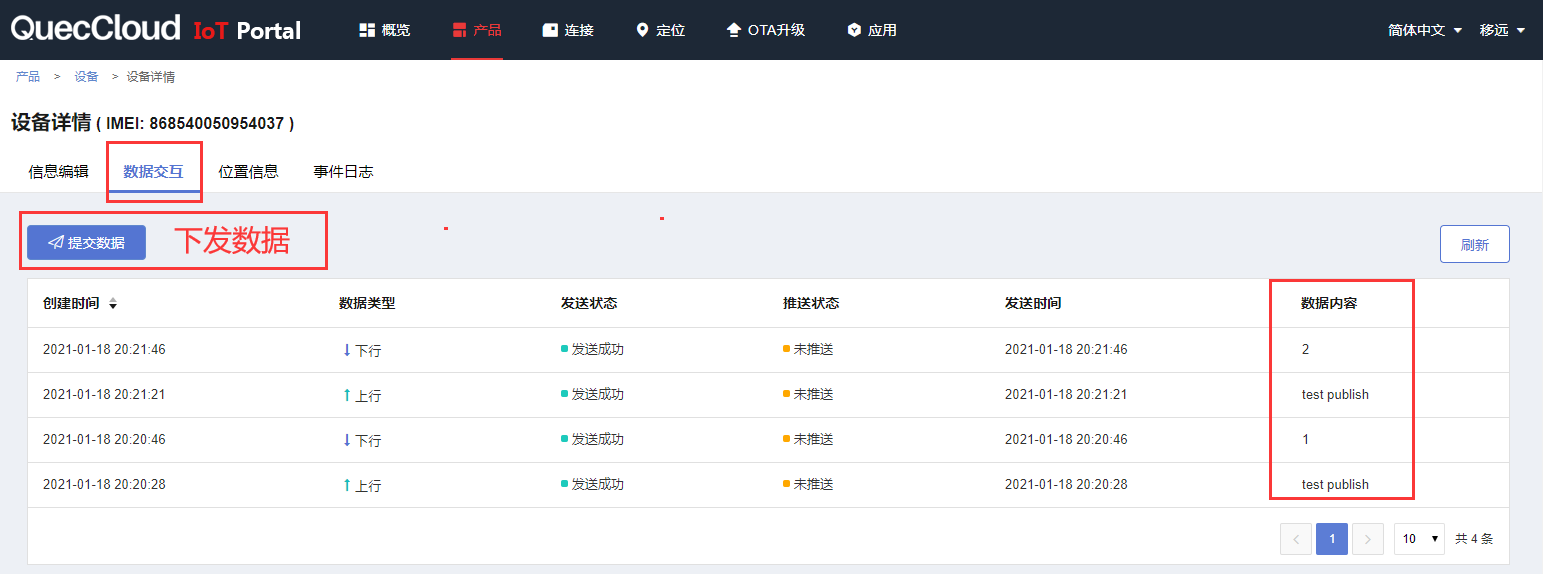 QuecCloud IoT Portal 概览 产品 连接 定位 OTA升级 应用 简体中文 移远
产品 > 设备 > 设备详情
设备详情 ( IMEI: 868540050954037 )
信息编辑 数据交互 位置信息 事件日志
提交数据 下发数据 刷新
创建时间 数据类型 发送状态 推送状态 发送时间 数据内容
2021-01-18 20:21:46 下行 发送成功 未推送 2021-01-18 20:21:46 2
2021-01-18 20:21:21 上行 发送成功 未推送 2021-01-18 20:21:21 test publish
2021-01-18 20:20:46 下行 发送成功 未推送 2021-01-18 20:20:46 1
2021-01-18 20:20:28 上行 发送成功 未推送 2021-01-18 20:20:28 test publish
< 1 > 10 共 4 条